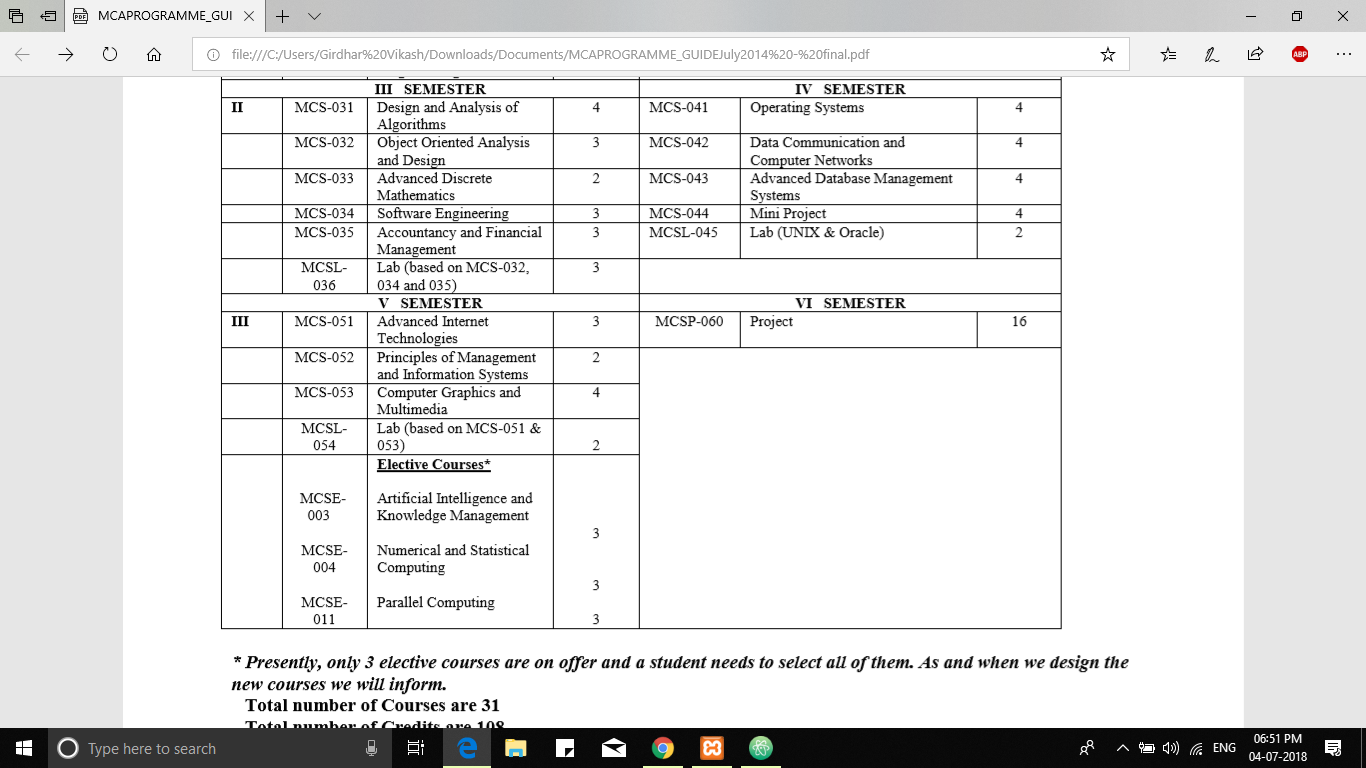 MCAPROGRAMME_GUI
file:///C:/Users/Girdhar%20Vikash/Downloads/Documents/MCAPROGRAMME_GUIDEJuly2014%20-%20final.pdf
ABP
III SEMESTER IV SEMESTER
II MCS-031 Design and Analysis of 4 MCS-041 Operating Systems 4
Algorithms
MCS-032 Object Oriented Analysis 3 MCS-042 Data Communication and 4
and Design Computer Networks
MCS-033 Advanced Discrete 2 MCS-043 Advanced Database Management 4
Mathematics Systems
MCS-034 Software Engineering 3 MCS-044 Mini Project 4
MCS-035 Accountancy and Financial 3 MCSL-045 Lab (UNIX & Oracle) 2
Management
MCSL- Lab (based on MCS-032, 3
036 034 and 035)
V SEMESTER VI SEMESTER
III MCS-051 Advanced Internet 3 MCSP-060 Project 16
Technologies
MCS-052 Principles of Management 2
and Information Systems
MCS-053 Computer Graphics and 4
Multimedia
MCSL- Lab (based on MCS-051 &
054 053) 2
Elective Courses*
MCSE- Artificial Intelligence and
003 Knowledge Management
3
MCSE- Numerical and Statistical
004 Computing
3
MCSE- Parallel Computing
011 3
* Presently, only 3 elective courses are on offer and a student needs to select all of them. As and when we design the
new courses we will inform.
Total number of Courses are 31
Total number of Credits are 108
Type here to search
ENG
06:51 PM
04-07-2018